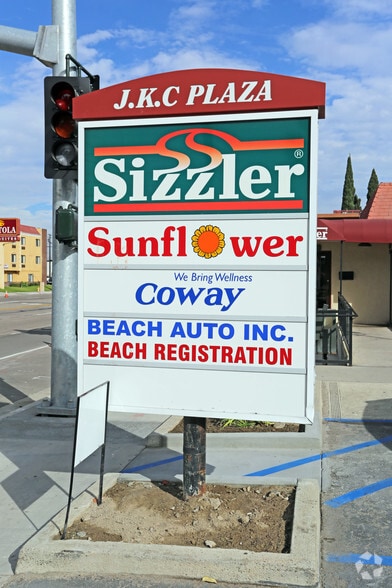 J.K.C PLAZA
Sizzler®
Sunflower
We Bring Wellness
Coway
BEACH AUTO INC.
BEACH REGISTRATION